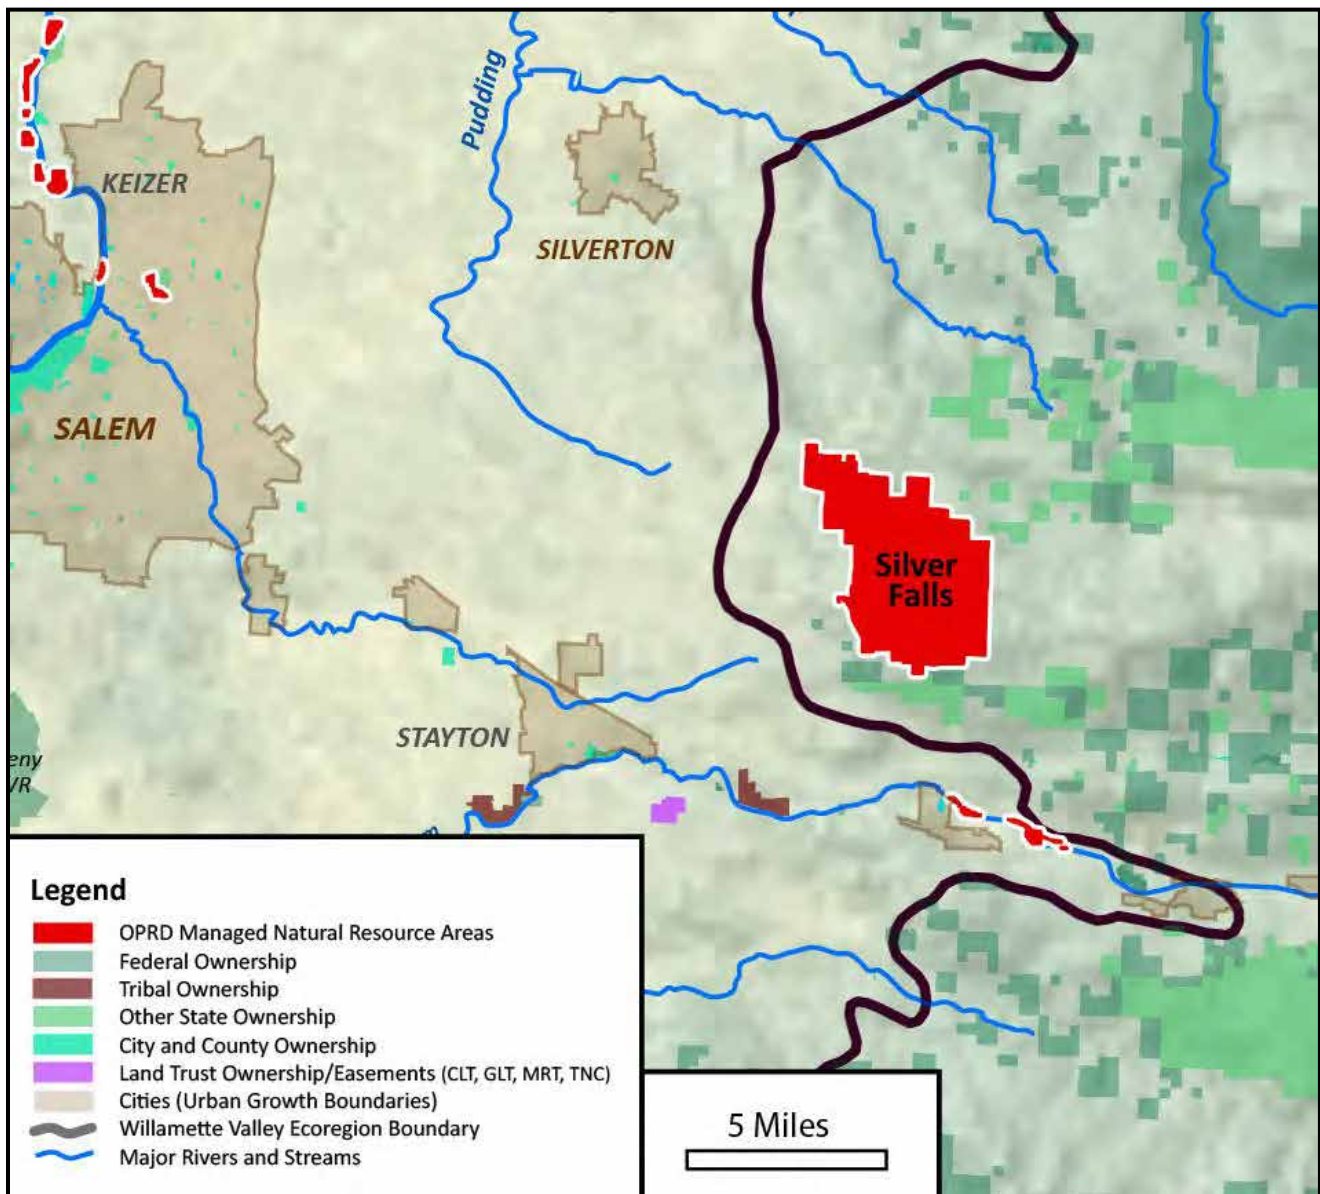 Pudding
KEIZER
SILVERTON
SALEM
Silver
Falls
STAYTON
eny
VR
Legend
OPRD Managed Natural Resource Areas
Federal Ownership
Tribal Ownership
Other State Ownership
City and County Ownership
Land Trust Ownership/Easements (CLT, GLT, MRT, TNC)
Cities (Urban Growth Boundaries)
Willamette Valley Ecoregion Boundary
Major Rivers and Streams
5 Miles